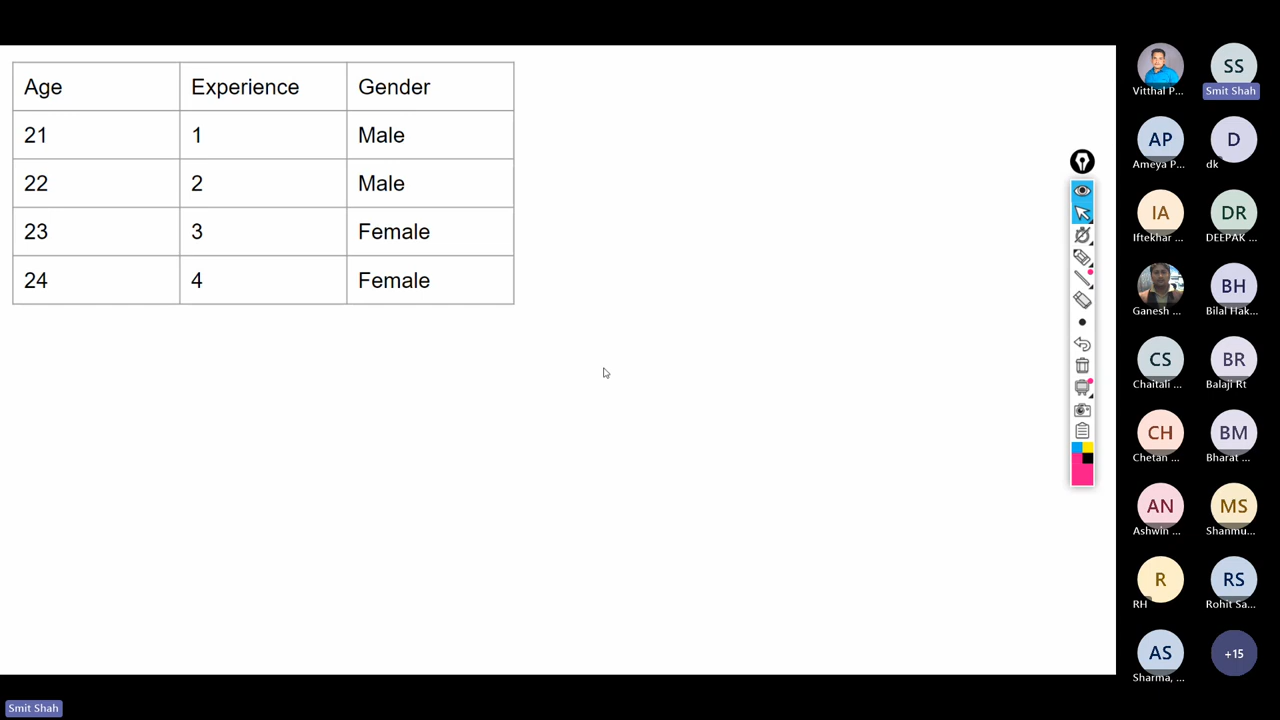 Age Experience Gender
21 1 Male
22 2 Male
23 3 Female
24 4 Female
Vitthal P...
SS
Smit Shah
AP
Ameya P...
D
dk
IA
Iftekhar ...
DR
DEEPAK ...
Ganesh ...
BH
Bilal Hak...
CS
Chaitali ...
BR
Balaji Rt
CH
Chetan ...
BM
Bharat ...
AN
Ashwin ...
MS
Shanmu...
R
RH
RS
Rohit Sa...
AS
Sharma, ...
+15
Smit Shah